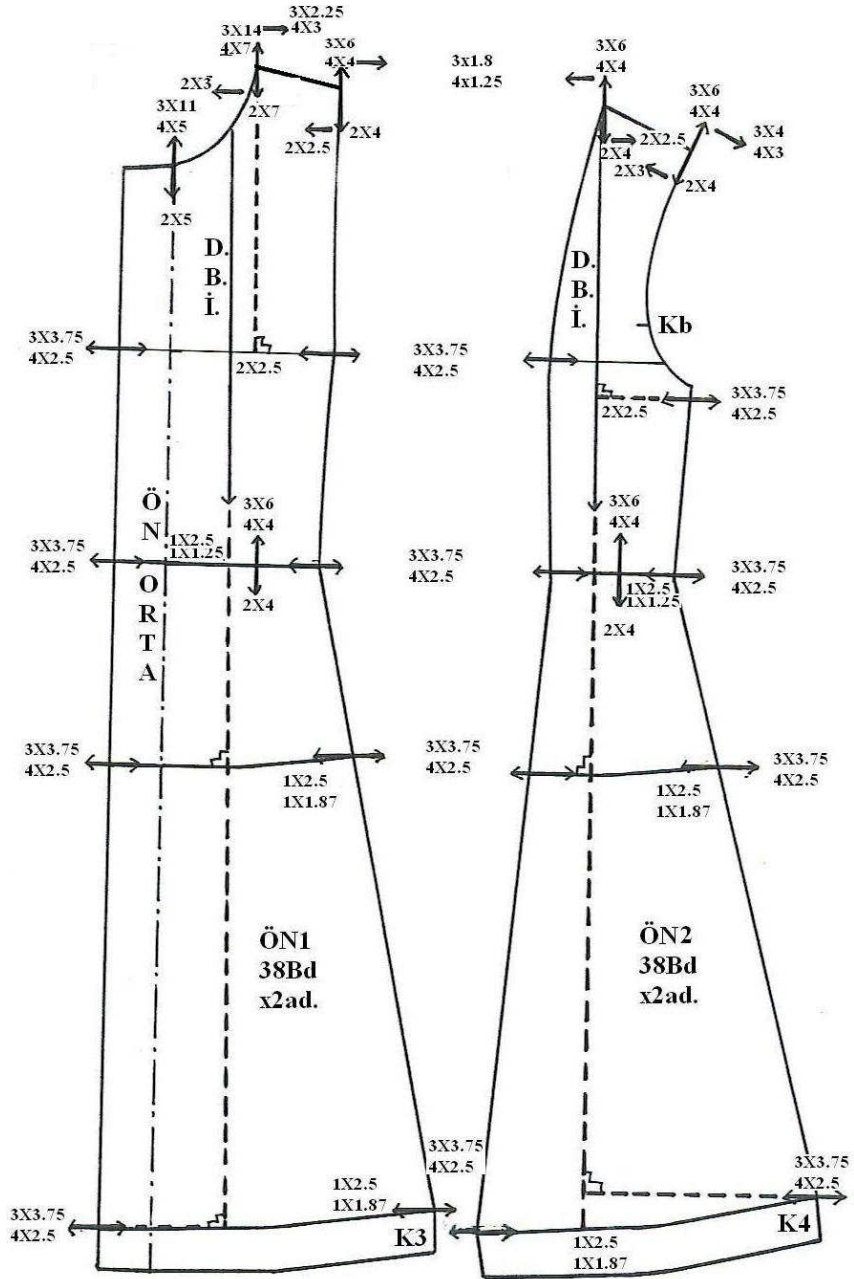 3X2.25
4X3
3X14
4X7
2X3
2X7
3X11
4X5
2X5
3X6
4X4
2X2.5
2X4
D.
B.
İ.
3X3.75
4X2.5
2X2.5
ÖN
ORTA
3X3.75
4X2.5
1X2.5
1X1.25
3X6
4X4
2X4
3X3.75
4X2.5
1X2.5
1X1.87
ÖN1
38Bd
x2ad.
3X3.75
4X2.5
1X2.5
1X1.87
3X3.75
4X2.5
K3
3x1.8
4x1.25
3X6
4X4
2X4
2X2.5
2X3
3X6
4X4
2X4
3X4
4X3
D.
B.
İ.
Kb
3X3.75
4X2.5
2X2.5
3X3.75
4X2.5
3X6
4X4
3X3.75
4X2.5
1X2.5
1X1.25
2X4
3X3.75
4X2.5
3X3.75
4X2.5
1X2.5
1X1.87
3X3.75
4X2.5
ÖN2
38Bd
x2ad.
3X3.75
4X2.5
K4
1X2.5
1X1.87